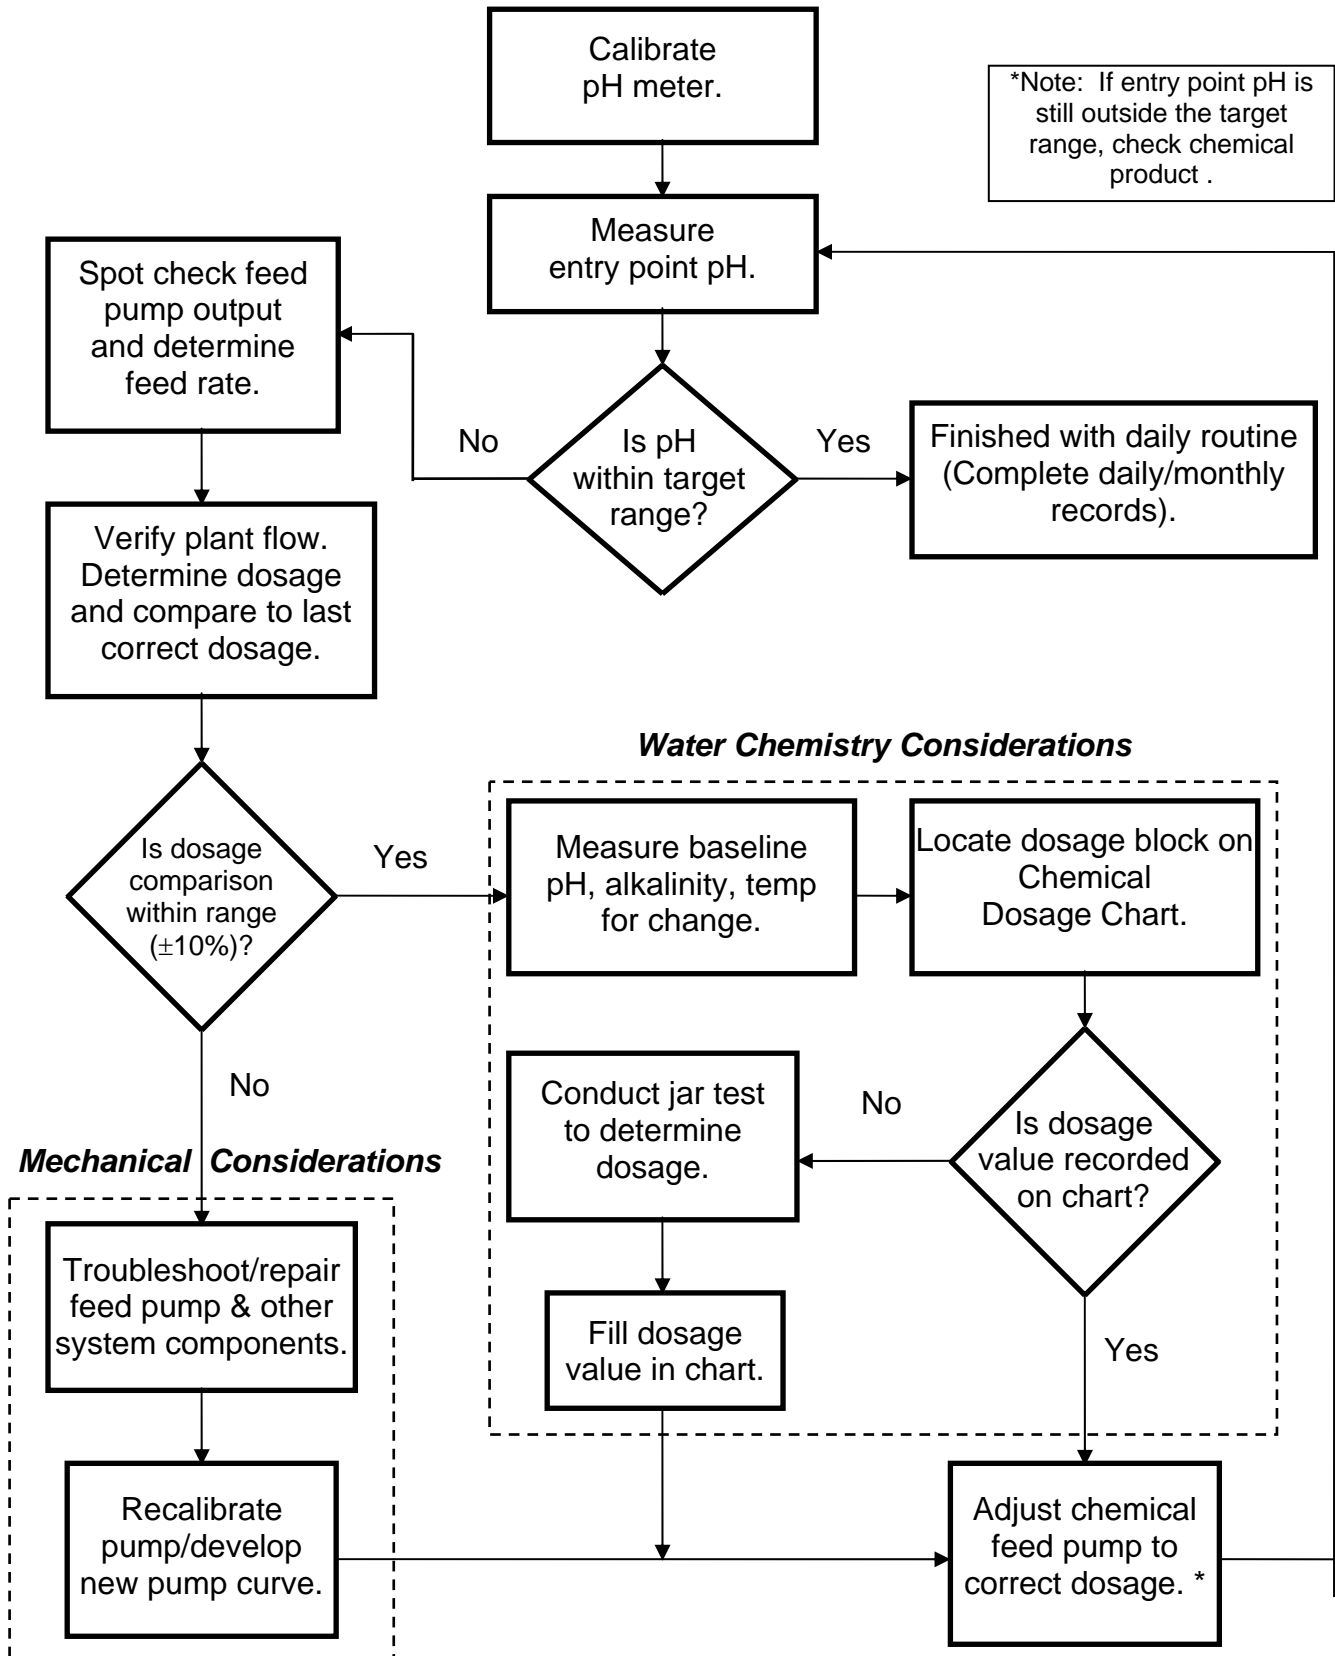 Calibrate
pH meter.
*Note:  If entry point pH is
still outside the target
range, check chemical
product .
Measure
entry point pH.
Spot check feed
pump output
and determine
feed rate.
No
Is pH
within target
range?
Yes
Finished with daily routine
(Complete daily/monthly
records).
Verify plant flow.
Determine dosage
and compare to last
correct dosage.
Water Chemistry Considerations
Is dosage
comparison
within range
(±10%)?
Yes
Measure baseline
pH, alkalinity, temp
for change.
Locate dosage block on
Chemical
Dosage Chart.
No
Conduct jar test
to determine
dosage.
No
Is dosage
value recorded
on chart?
Mechanical Considerations
Troubleshoot/repair
feed pump & other
system components.
Fill dosage
value in chart.
Yes
Recalibrate
pump/develop
new pump curve.
Adjust chemical
feed pump to
correct dosage. *